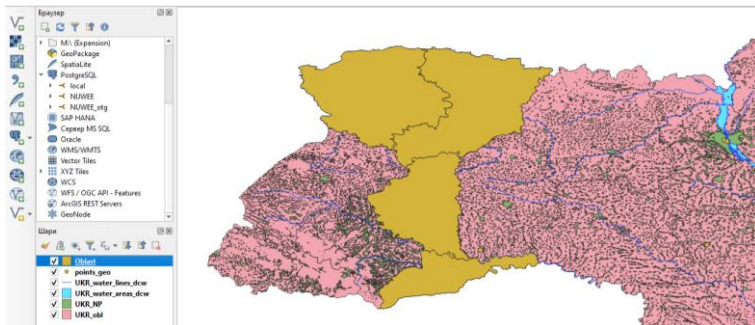 Браузер
M:\ (Expansion)
GeoPackage
SpatiaLite
PostgreSQL
local
NUWEE
NUWEE_otg
SAP HANA
Сервер MS SQL
Oracle
WMS/WMTS
Vector Tiles
XYZ Tiles
WCS
WFS / OGC API - Features
ArcGIS REST Servers
GeoNode
Шари
Oblast
points_geo
UKR_water_lines_dcw
UKR_water_areas_dcw
UKR_NP
UKR_obl